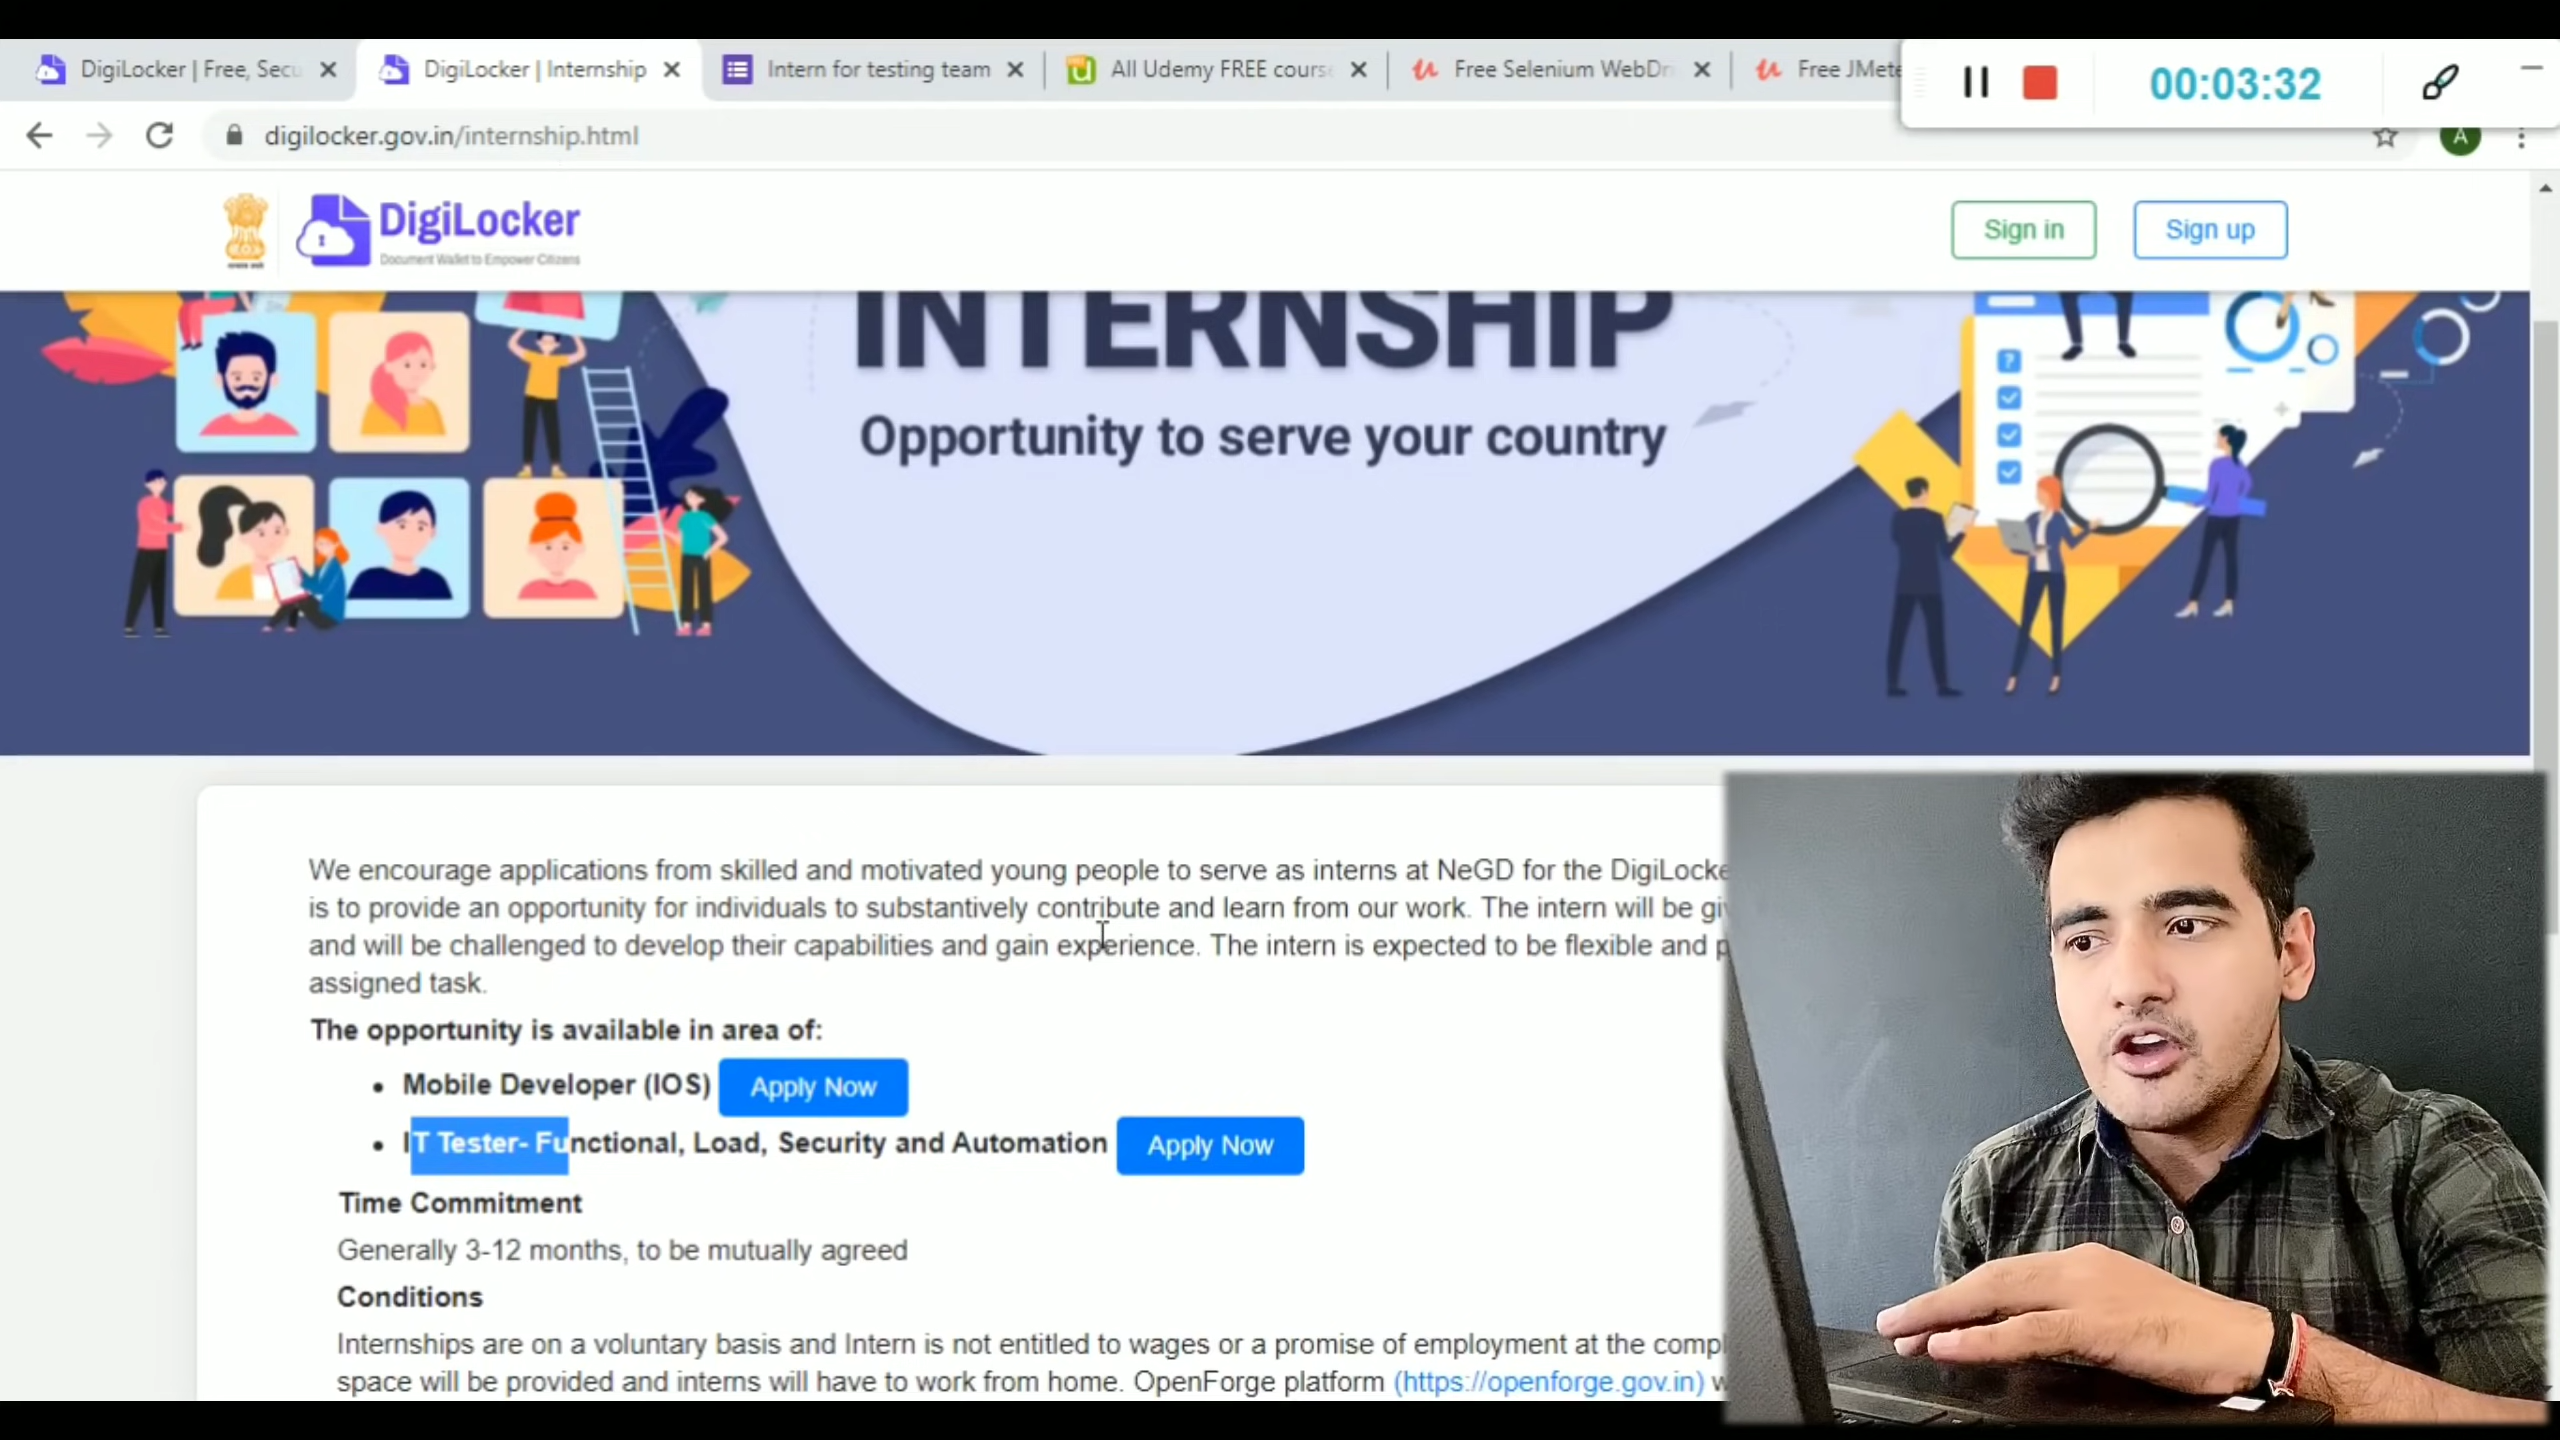 DigiLocker | Free, Secu
DigiLocker | Internship
Intern for testing team
All Udemy FREE cours
Free Selenium WebDri
Free JMete
00:03:32
digilocker.gov.in/internship.html
A
DigiLocker
Document Wallet to Empower Citizens
Sign in
Sign up
INTERNSHIP
Opportunity to serve your country
?
We encourage applications from skilled and motivated young people to serve as interns at NeGD for the DigiLocke
is to provide an opportunity for individuals to substantively contribute and learn from our work. The intern will be gi
and will be challenged to develop their capabilities and gain experience. The intern is expected to be flexible and p
assigned task.
The opportunity is available in area of:
• Mobile Developer (IOS) Apply Now
• IT Tester- Functional, Load, Security and Automation Apply Now
Time Commitment
Generally 3-12 months, to be mutually agreed
Conditions
Internships are on a voluntary basis and Intern is not entitled to wages or a promise of employment at the compl
space will be provided and interns will have to work from home. OpenForge platform (https://openforge.gov.in) w